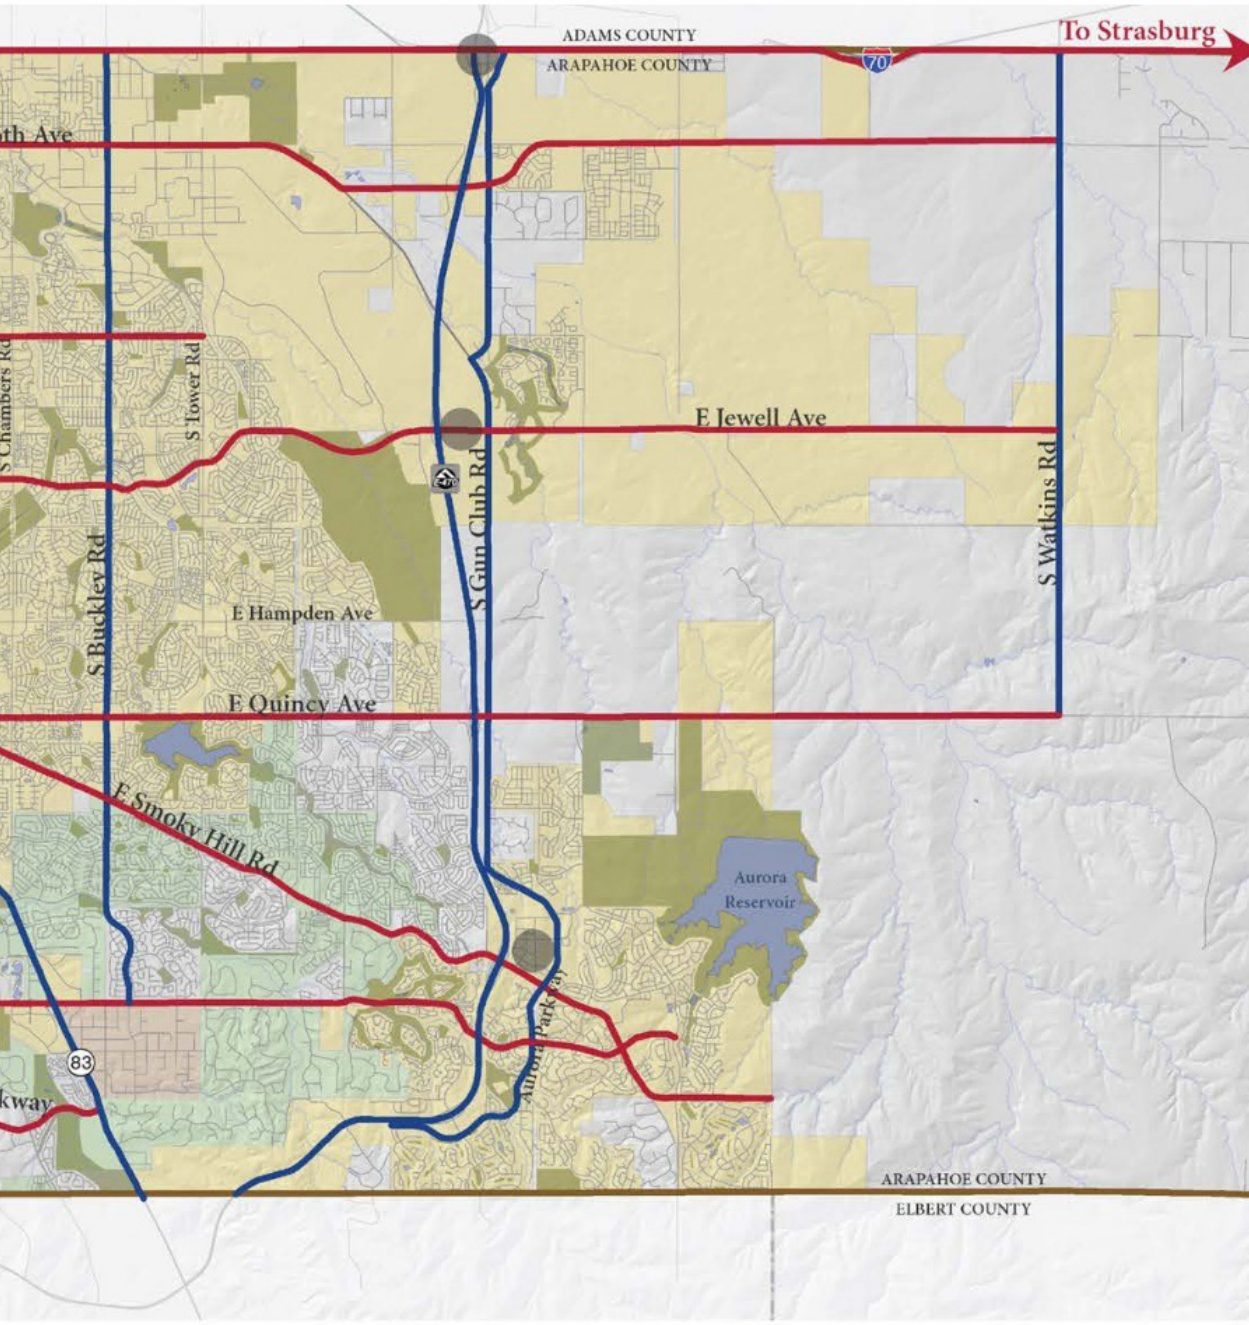 ADAMS COUNTY
To Strasburg
ARAPAHOE COUNTY
70
6th Ave
S Chambers Rd
S Tower Rd
E Jewell Ave
470
S Gun Club Rd
S Watkins Rd
S Buckley Rd
E Hampden Ave
E Quincy Ave
E Smoky Hill Rd
Aurora
Reservoir
Aurora Parkway
83
kway
ARAPAHOE COUNTY
ELBERT COUNTY